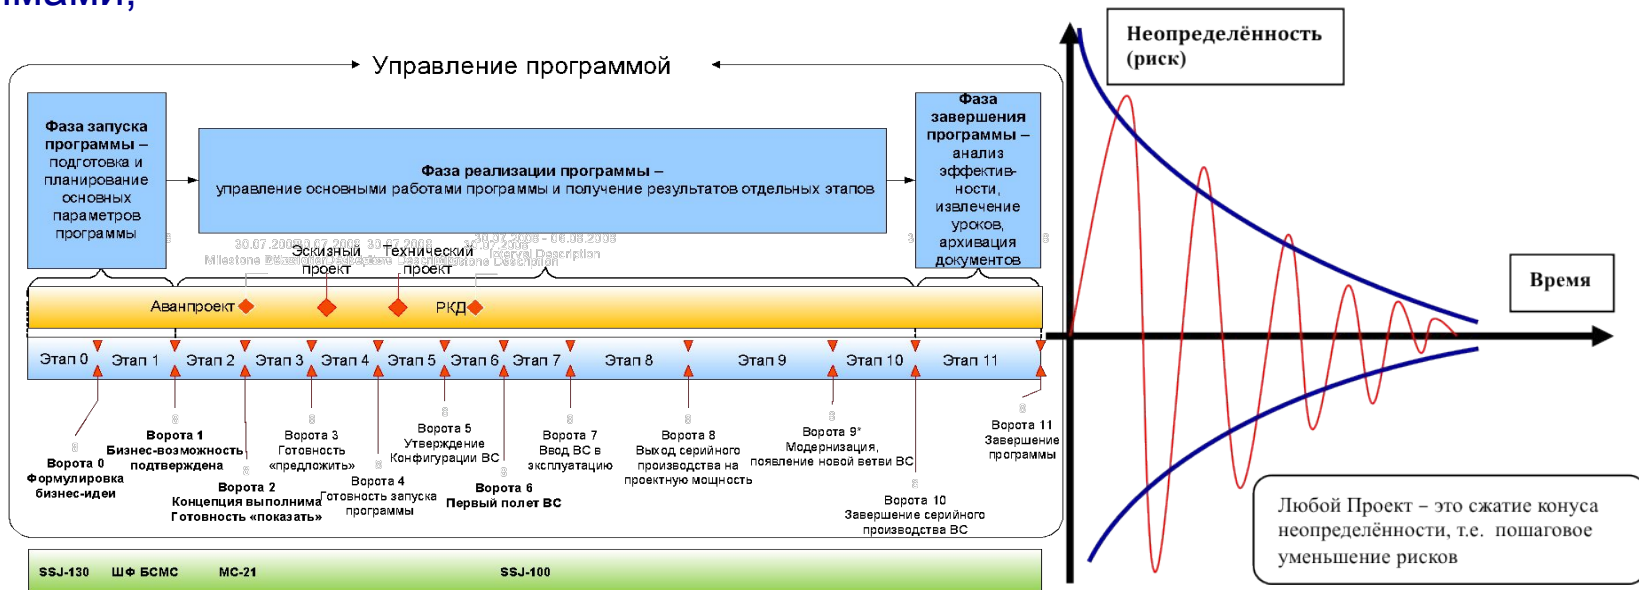 Управление программой
Фаза запуска
программы –
подготовка и
планирование
основных
параметров
программы
Фаза реализации программы –
управление основными работами программы и получение результатов отдельных этапов
Фаза
завершения
программы –
анализ
эффектив-
ности,
извлечение
уроков,
архивация
документов
Эскизный
проект
Технический
проект
Аванпроект
РКД
Этап 0
Этап 1
Этап 2
Этап 3
Этап 4
Этап 5
Этап 6
Этап 7
Этап 8
Этап 9
Этап 10
Этап 11
Ворота 0
Формулировка
бизнес-идеи
Ворота 1
Бизнес-возможность
подтверждена
Ворота 2
Концепция выполнима
Готовность «показать»
Ворота 3
Готовность
«предложить»
Ворота 4
Готовность запуска
программы
Ворота 5
Утверждение
Конфигурации ВС
Ворота 6
Первый полет ВС
Ворота 7
Ввод ВС в
эксплуатацию
Ворота 8
Выход серийного
производства на
проектную мощность
Ворота 9*
Модернизация,
появление новой ветви ВС
Ворота 10
Завершение серийного
производства ВС
Ворота 11
Завершение
программы
SSJ-130
ШФ БСМС
МС-21
SSJ-100
Неопределённость
(риск)
Время
Любой Проект – это сжатие конуса
неопределённости, т.е. пошаговое
уменьшение рисков